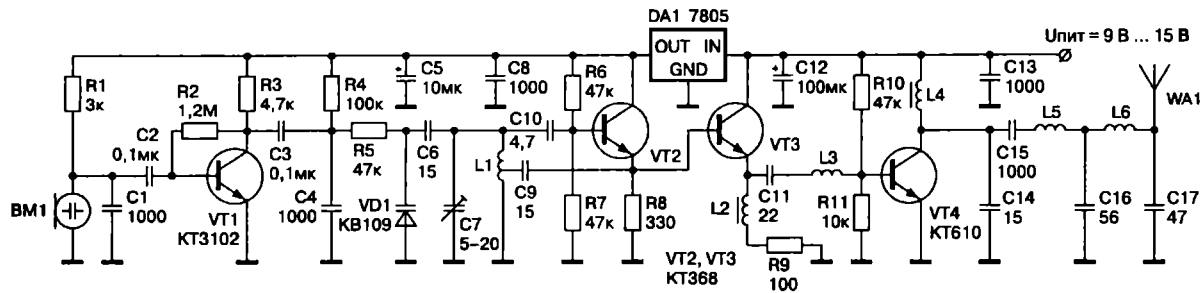 DA1 7805
OUT IN
GND
Uпит = 9 В ... 15 В
R1
3к
R2
1,2М
R3
4,7к
R4
100к
C5
10мк
C8
1000
R6
47к
C12
100мк
R10
47к
L4
C13
1000
WA1
C2
0,1мк
C3
0,1мк
R5
47к
C6
15
L1
C10
4,7
C9
15
VT2
VT3
C11
22
L3
C15
1000
L5
L6
BM1
C1
1000
VT1
КТ3102
C4
1000
VD1
КВ109
C7
5–20
R7
47к
R8
330
L2
R9
100
R11
10к
VT4
КТ610
C14
15
C16
56
C17
47
VT2, VT3
КТ368